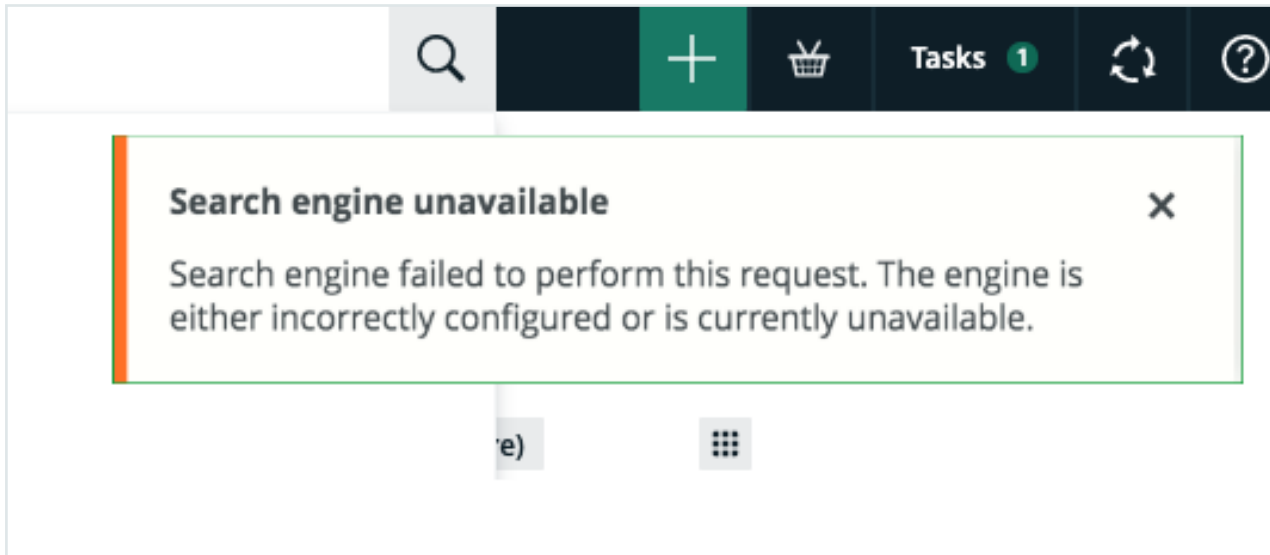 Tasks 1
Search engine unavailable
Search engine failed to perform this request. The engine is
either incorrectly configured or is currently unavailable.
e)